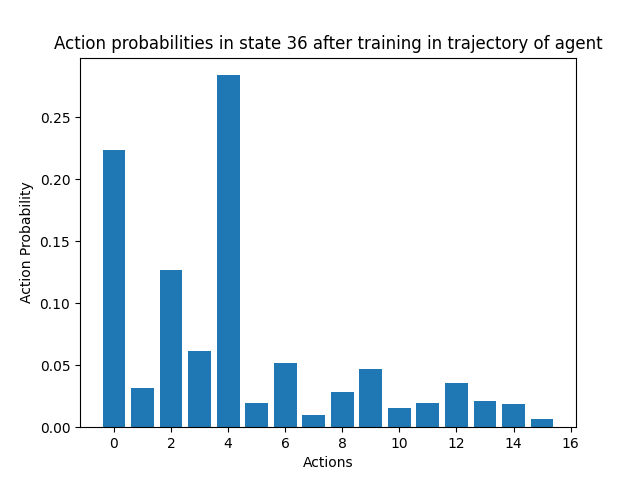 Action probabilities in state 36 after training in trajectory of agent
0.25
0.20
0.15
0.10
0.05
0.00
Action Probability
0 2 4 6 8 10 12 14 16
Actions